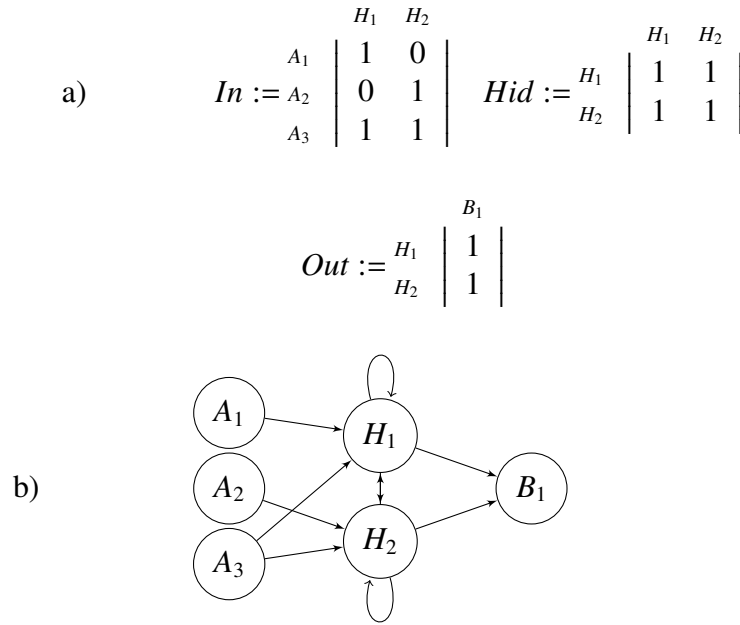 H1 H2
a) In := A1 | 1 0 |
A2 | 0 1 |
A3 | 1 1 |
H1 H2
Hid := H1 | 1 1 |
H2 | 1 1 |
B1
Out := H1 | 1 |
H2 | 1 |
b)
A1
A2
A3
H1
H2
B1